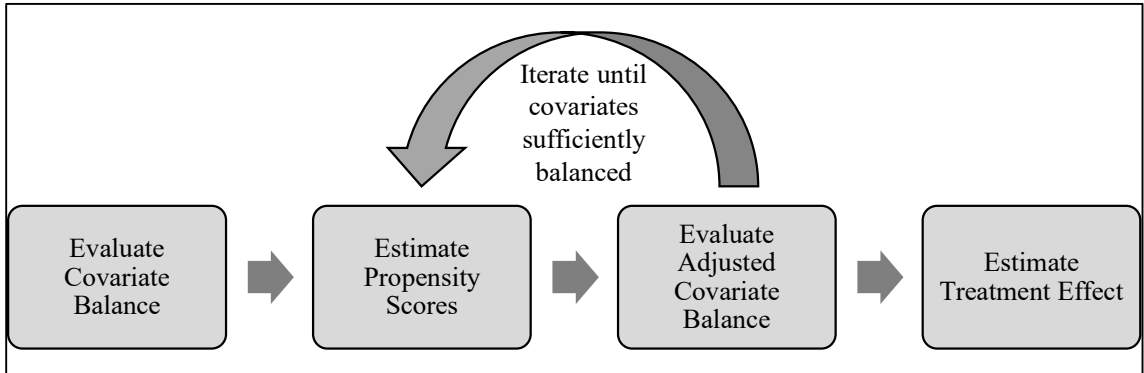 Iterate until
covariates
sufficiently
balanced
Evaluate
Covariate
Balance
Estimate
Propensity
Scores
Evaluate
Adjusted
Covariate
Balance
Estimate
Treatment Effect